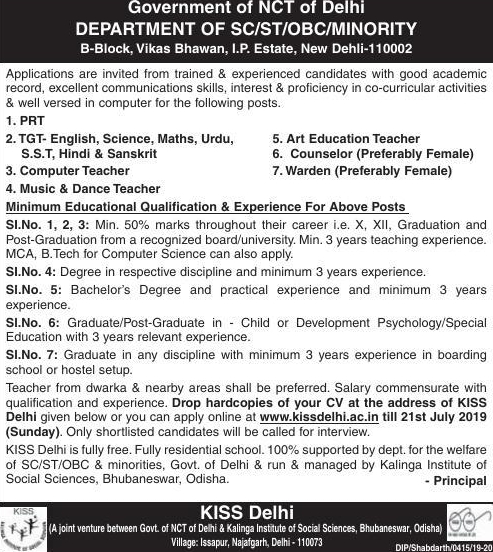 Government of NCT of Delhi
DEPARTMENT OF SC/ST/OBC/MINORITY
B-Block, Vikas Bhawan, I.P. Estate, New Dehli-110002
Applications are invited from trained & experienced candidates with good academic
record, excellent communications skills, interest & proficiency in co-curricular activities
& well versed in computer for the following posts.
1. PRT
2. TGT- English, Science, Maths, Urdu,
S.S.T, Hindi & Sanskrit
3. Computer Teacher
4. Music & Dance Teacher
5. Art Education Teacher
6. Counselor (Preferably Female)
7. Warden (Preferably Female)
Minimum Educational Qualification & Experience For Above Posts
Sl.No. 1, 2, 3: Min. 50% marks throughout their career i.e. X, XII, Graduation and
Post-Graduation from a recognized board/university. Min. 3 years teaching experience.
MCA, B.Tech for Computer Science can also apply.
Sl.No. 4: Degree in respective discipline and minimum 3 years experience.
Sl.No. 5: Bachelor's Degree and practical experience and minimum 3 years
experience.
Sl.No. 6: Graduate/Post-Graduate in - Child or Development Psychology/Special
Education with 3 years relevant experience.
Sl.No. 7: Graduate in any discipline with minimum 3 years experience in boarding
school or hostel setup.
Teacher from dwarka & nearby areas shall be preferred. Salary commensurate with
qualification and experience. Drop hardcopies of your CV at the address of KISS
Delhi given below or you can apply online at www.kissdelhi.ac.in till 21st July 2019
(Sunday). Only shortlisted candidates will be called for interview.
KISS Delhi is fully free. Fully residential school. 100% supported by dept. for the welfare
of SC/ST/OBC & minorities, Govt. of Delhi & run & managed by Kalinga Institute of
Social Sciences, Bhubaneswar, Odisha.
- Principal
KISS
KISS Delhi
(A joint venture between Govt. of NCT of Delhi & Kalinga Institute of Social Sciences, Bhubaneswar, Odisha)
Village: Issapur, Najafgarh, Delhi - 110073
DIP/Shabdarth/0415/19-20